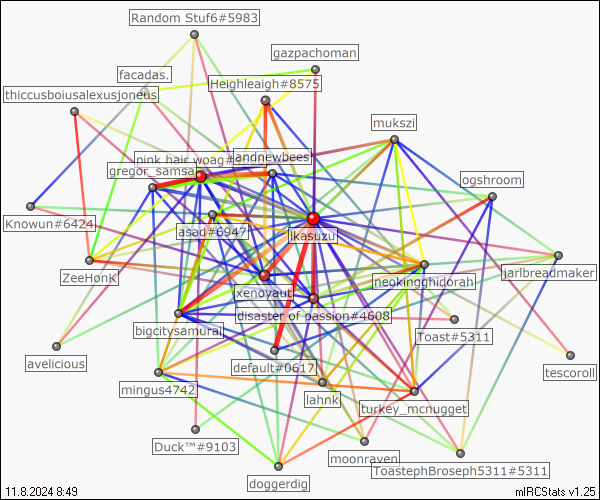 Random Stuf6#5983
gazpachoman
facadas.
Heighleaigh#8575
thiccusboiusalexusjoneus
mukszi
pink hair woag#
andnewbees
gregor_samsa
ogshroom
Knowun#6424
asad#6947
ikasuzu
ZeeHonk
xenovaut
neokingghidorah
jarlbreadmaker
disaster of passion#4608
bigcitysamurai
Toast#5311
avelicious
default#0617
tescoroll
mingus4742
lahnk
turkey_mcnugget
Duck™#9103
moonraven
ToastephBroseph5311#5311
doggerdig
11.8.2024 8:49
mIRCStats v1.25